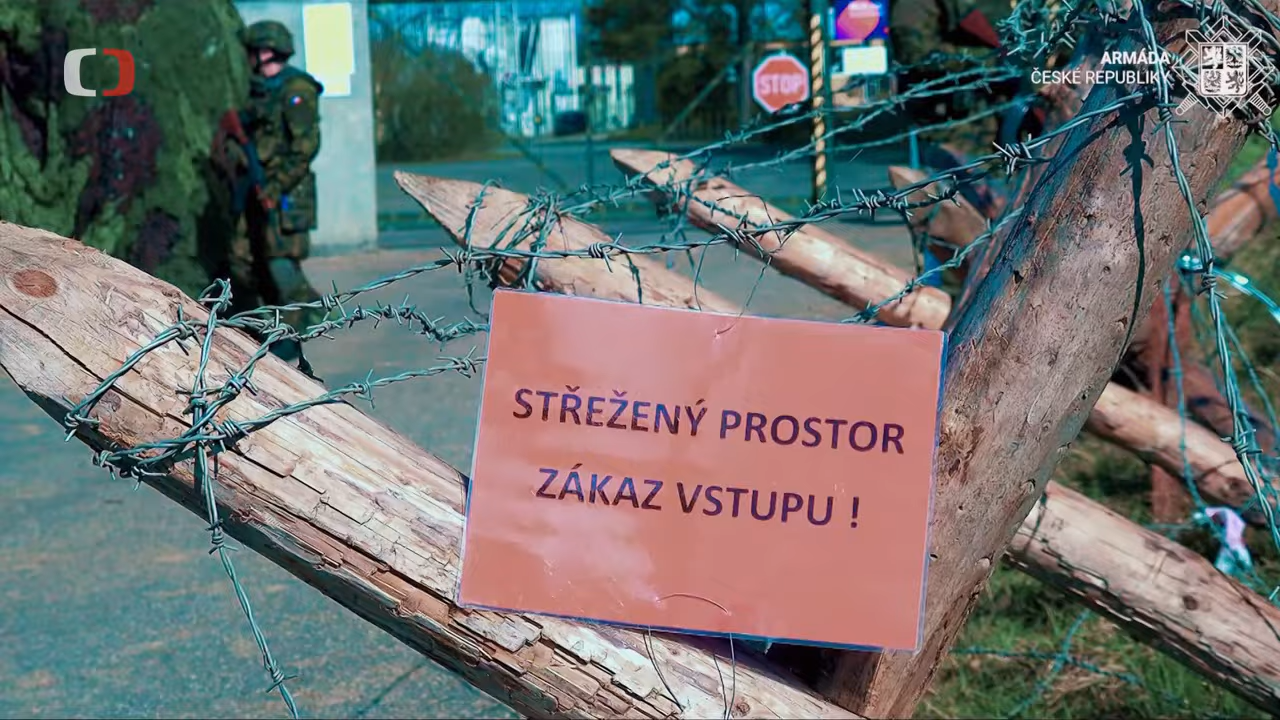 ARMÁDA
ČESKÉ REPUBLIKY
STOP
STŘEŽENÝ PROSTOR
ZÁKAZ VSTUPU !